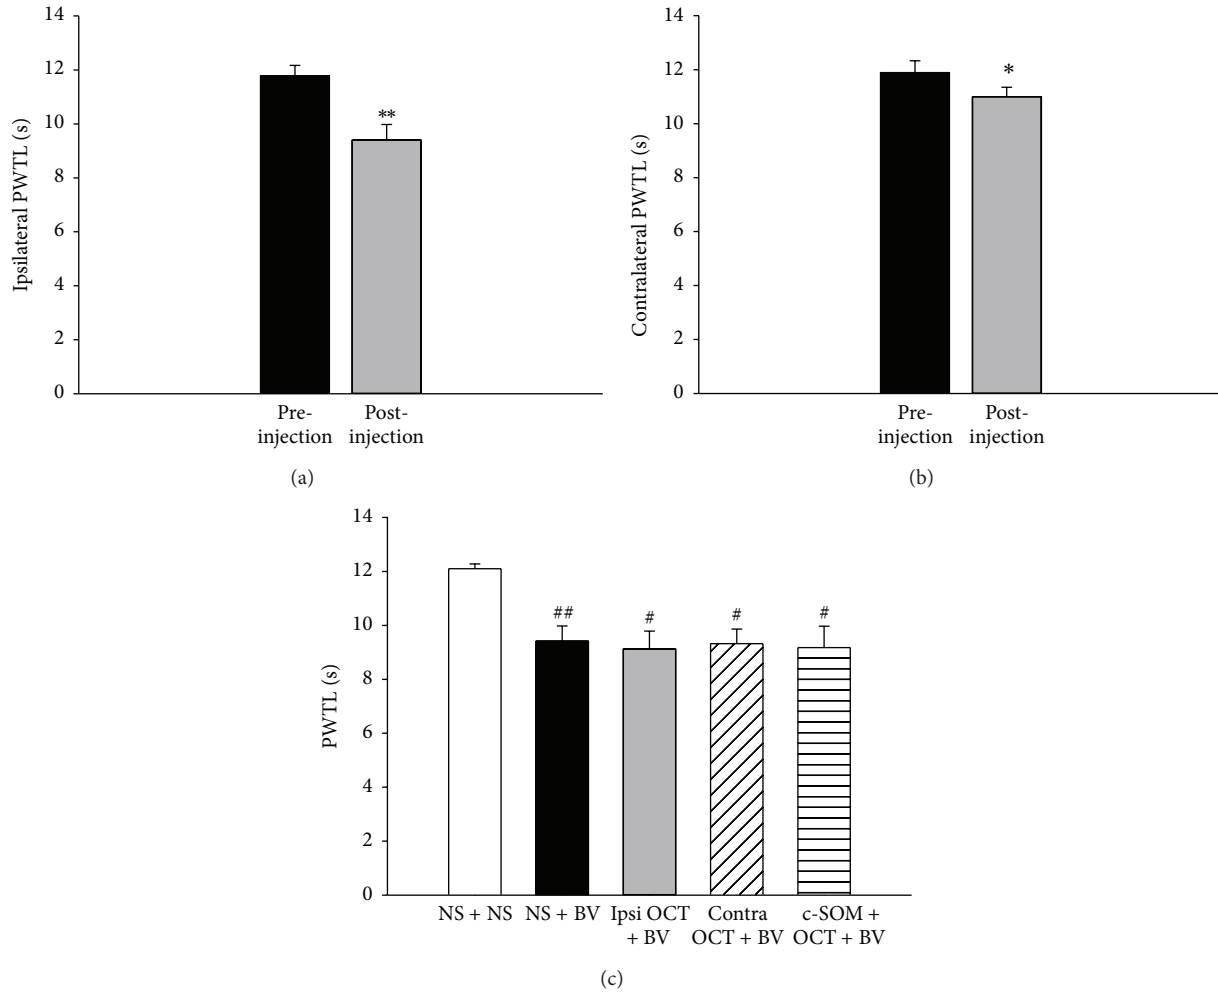 14
12
10
8
6
4
2
0
Ipsilateral PWTL (s)
**
Pre-
injection
Post-
injection
(a)
14
12
10
8
6
4
2
0
Contralateral PWTL (s)
*
Pre-
injection
Post-
injection
(b)
14
12
10
8
6
4
2
0
PWTL (s)
##
#
#
#
NS + NS
NS + BV
Ipsi OCT
+ BV
Contra
OCT + BV
c-SOM +
OCT + BV
(c)